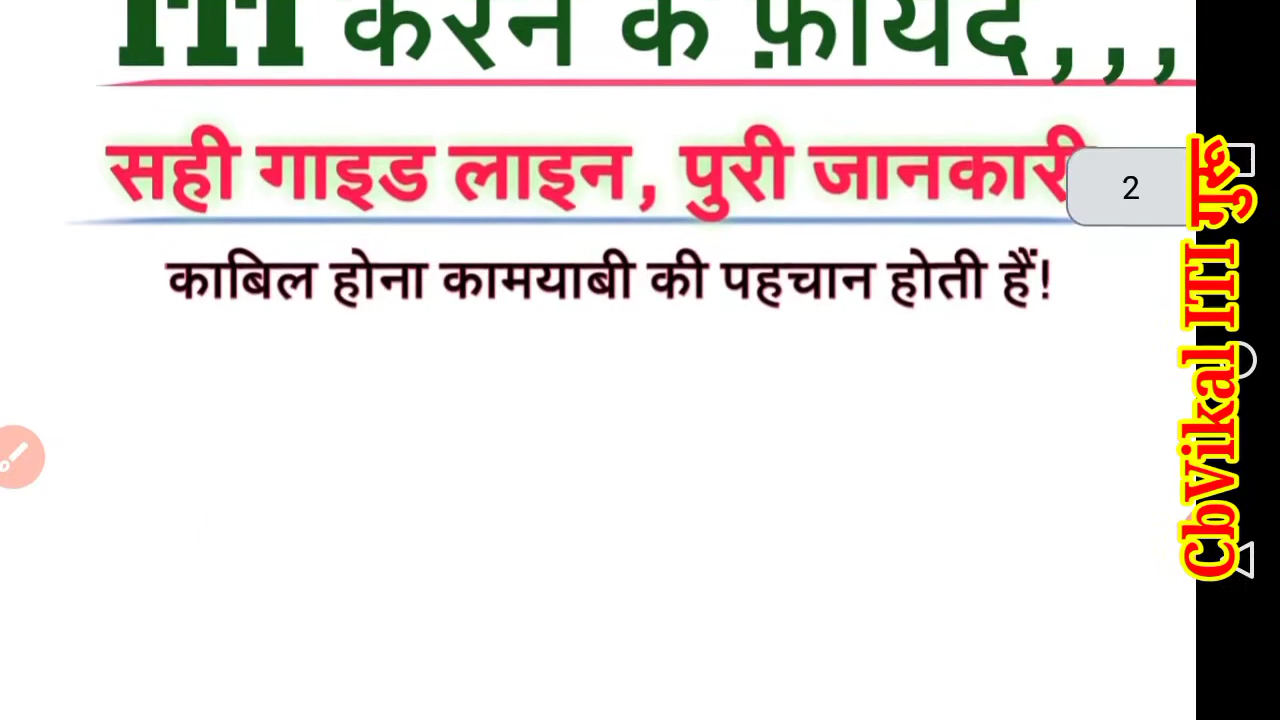 ITI करने के फ़ायदे,,,
सही गाइड लाइन, पुरी जानकारी
2
काबिल होना कामयाबी की पहचान होती हैं!
CbVikal ITI गुरू